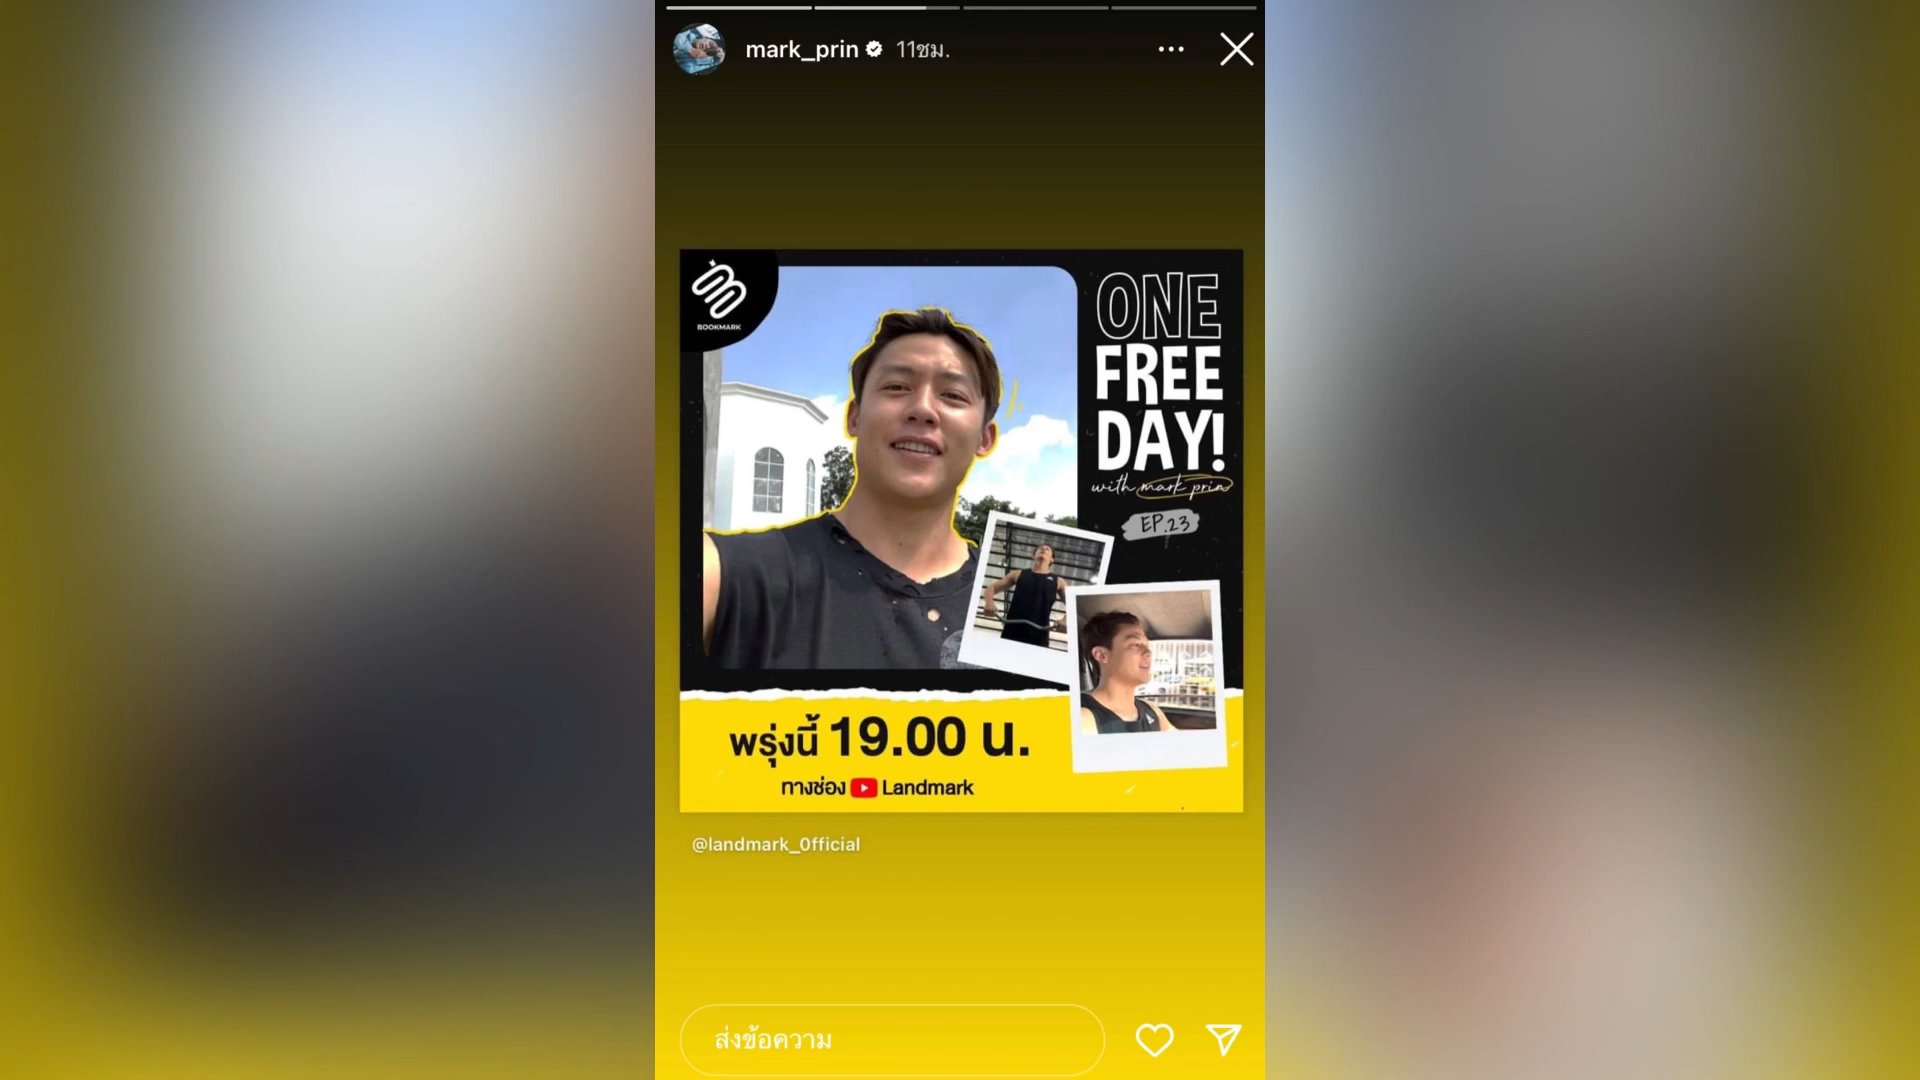 mark_prin 11ชม.
BOOKMARK
ONE
FREE
DAY!
with mark prin
EP.23
พรุ่งนี้ 19.00 น.
ทางช่อง Landmark
@landmark_Official
ส่งข้อความ